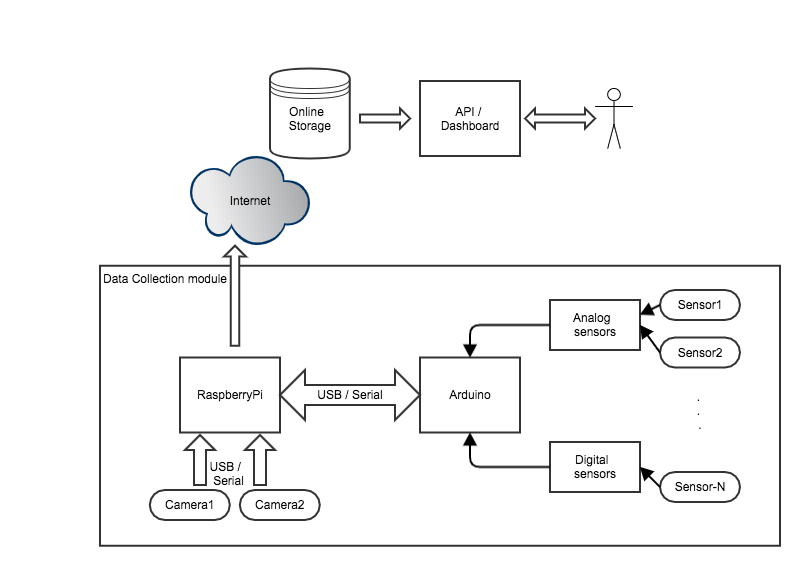 Online
Storage
API /
Dashboard
Internet
Data Collection module
Analog
sensors
Sensor1
Sensor2
RaspberryPi
USB / Serial
Arduino
.
.
.
USB /
Serial
Digital
sensors
Camera1
Camera2
Sensor-N